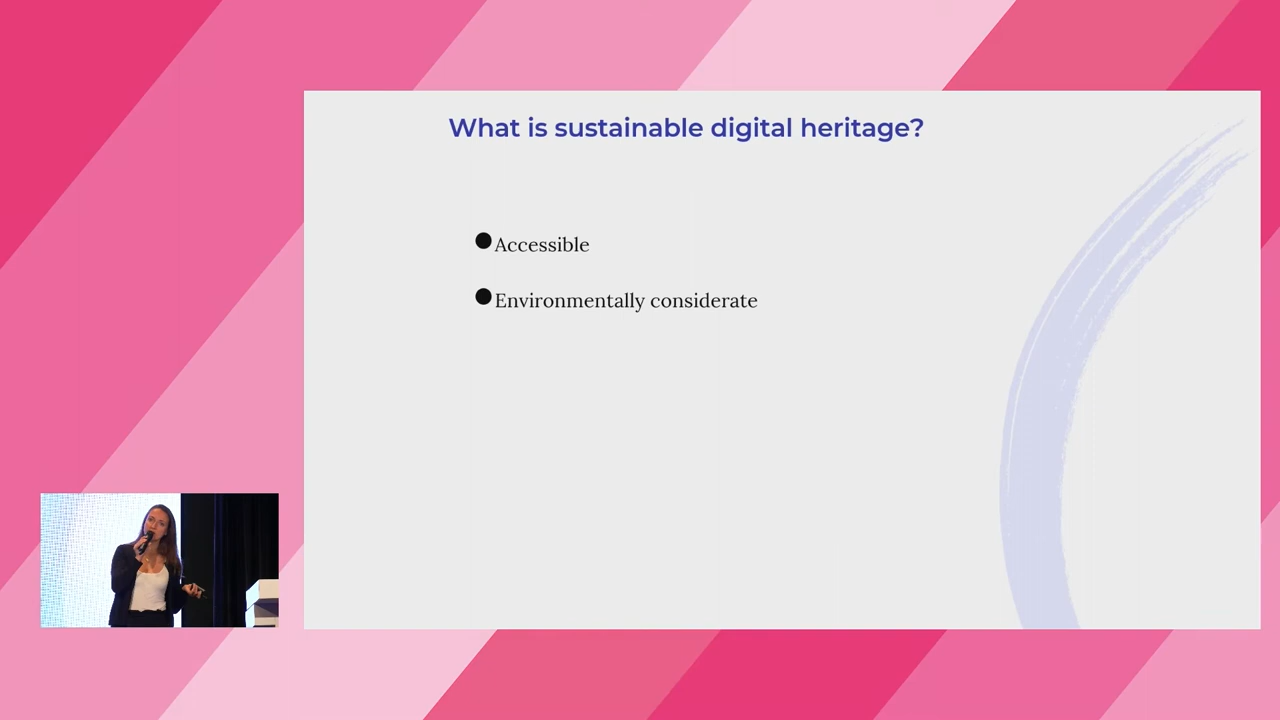 What is sustainable digital heritage?
Accessible
Environmentally considerate